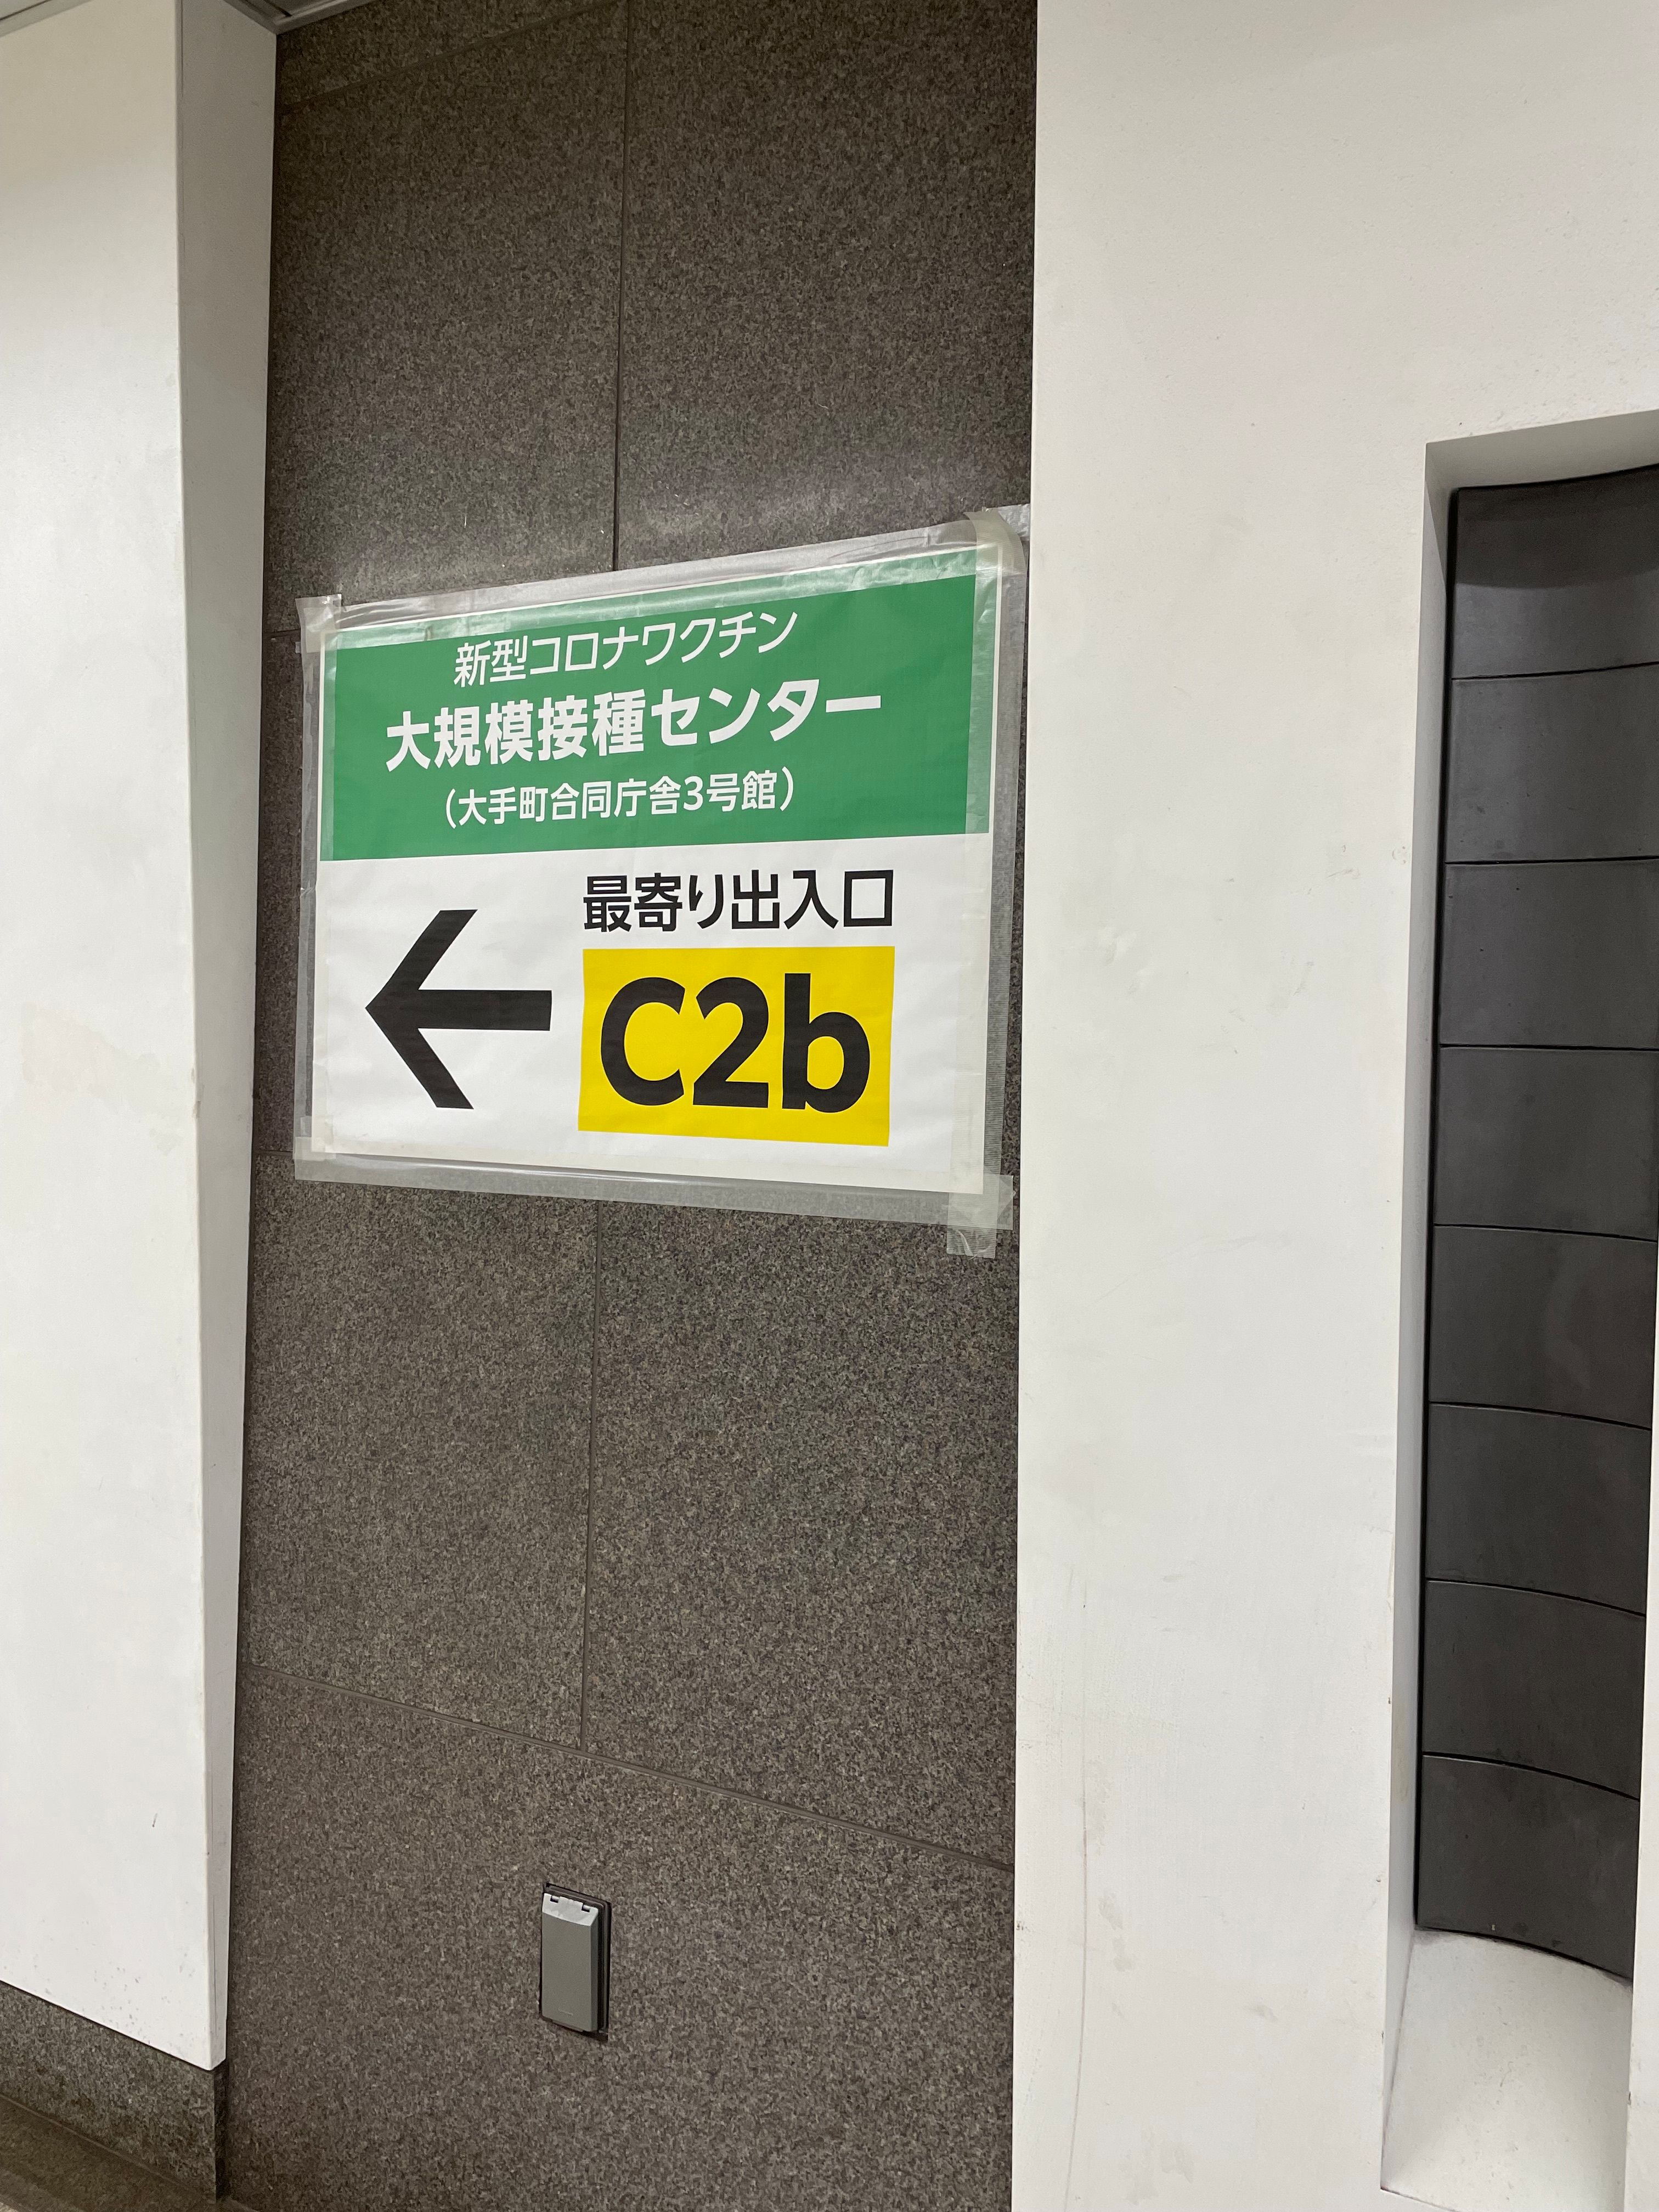 新型コロナワクチン
大規模接種センター
（大手町合同庁舎3号館）
最寄り出入口
C2b